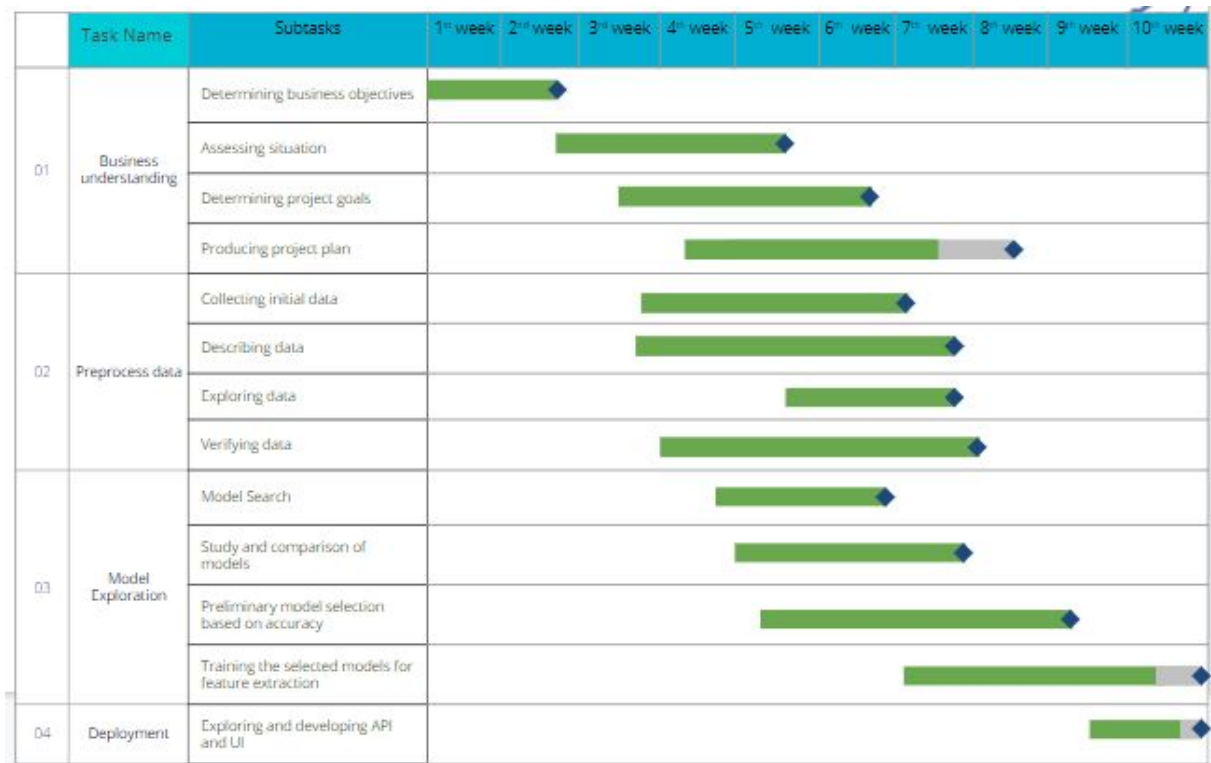 Task Name Subtasks 1ˢᵗ week 2ⁿᵈ week 3ʳᵈ week 4ᵗʰ week 5ᵗʰ week 6ᵗʰ week 7ᵗʰ week 8ᵗʰ week 9ᵗʰ week 10ᵗʰ week
01
Business
understanding
Determining business objectives
Assessing situation
Determining project goals
Producing project plan
02
Preprocess data
Collecting initial data
Describing data
Exploring data
Verifying data
03
Model
Exploration
Model Search
Study and comparison of
models
Preliminary model selection
based on accuracy
Training the selected models for
feature extraction
04
Deployment
Exploring and developing API
and UI